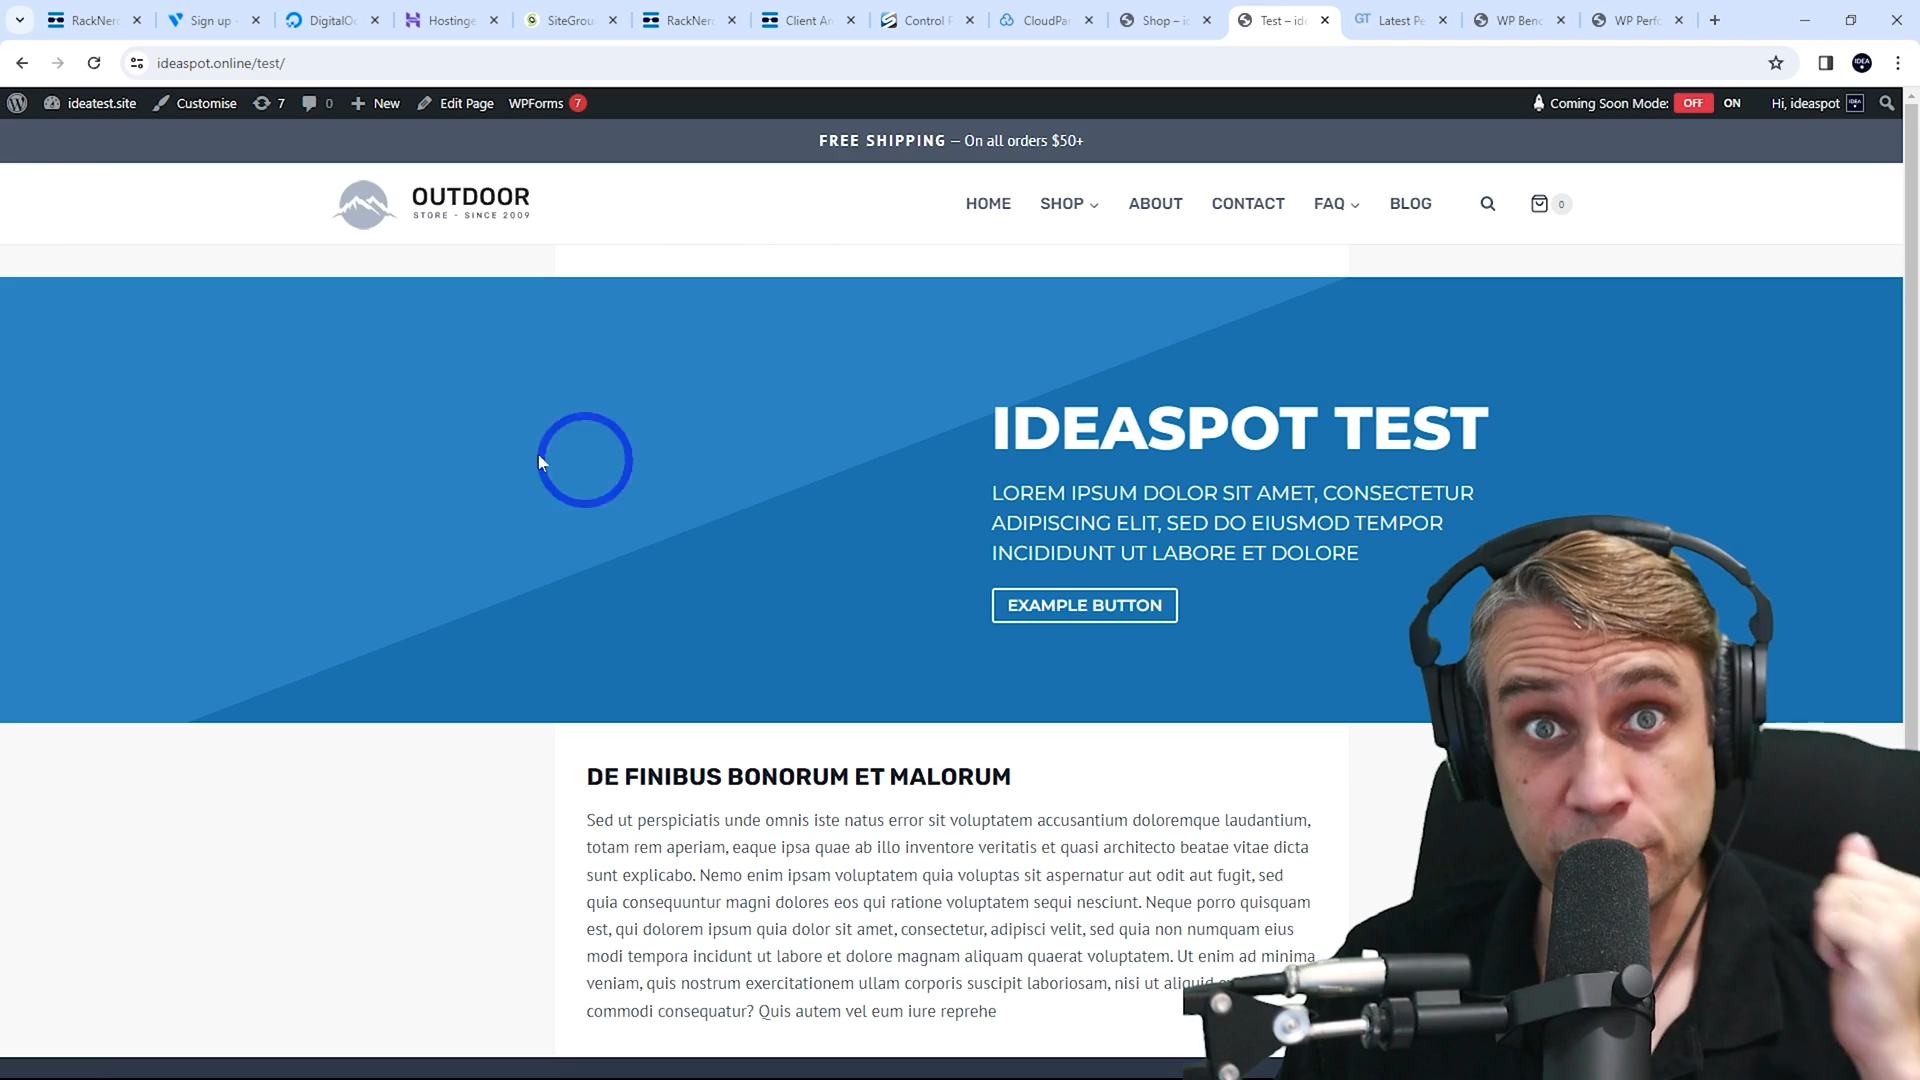 RackNerd
Sign up
DigitalOc
Hostinge
SiteGrou
RackNerd
Client Ar
Control P
CloudPan
Shop – id
Test – ide
GT Latest Pe
WP Benc
WP Perfo
ideaspot.online/test/
ideatest.site
Customise
7
0
New
Edit Page
WPForms 7
Coming Soon Mode: OFF ON
Hi, ideaspot
FREE SHIPPING — On all orders $50+
OUTDOOR
STORE - SINCE 2009
HOME
SHOP
ABOUT
CONTACT
FAQ
BLOG
0
IDEASPOT TEST
LOREM IPSUM DOLOR SIT AMET, CONSECTETUR
ADIPISCING ELIT, SED DO EIUSMOD TEMPOR
INCIDIDUNT UT LABORE ET DOLORE
EXAMPLE BUTTON
DE FINIBUS BONORUM ET MALORUM
Sed ut perspiciatis unde omnis iste natus error sit voluptatem accusantium doloremque laudantium,
totam rem aperiam, eaque ipsa quae ab illo inventore veritatis et quasi architecto beatae vitae dicta
sunt explicabo. Nemo enim ipsam voluptatem quia voluptas sit aspernatur aut odit aut fugit, sed
quia consequuntur magni dolores eos qui ratione voluptatem sequi nesciunt. Neque porro quisquam
est, qui dolorem ipsum quia dolor sit amet, consectetur, adipisci velit, sed quia non numquam eius
modi tempora incidunt ut labore et dolore magnam aliquam quaerat voluptatem. Ut enim ad minima
veniam, quis nostrum exercitationem ullam corporis suscipit laboriosam, nisi ut aliquid
commodi consequatur? Quis autem vel eum iure reprehe